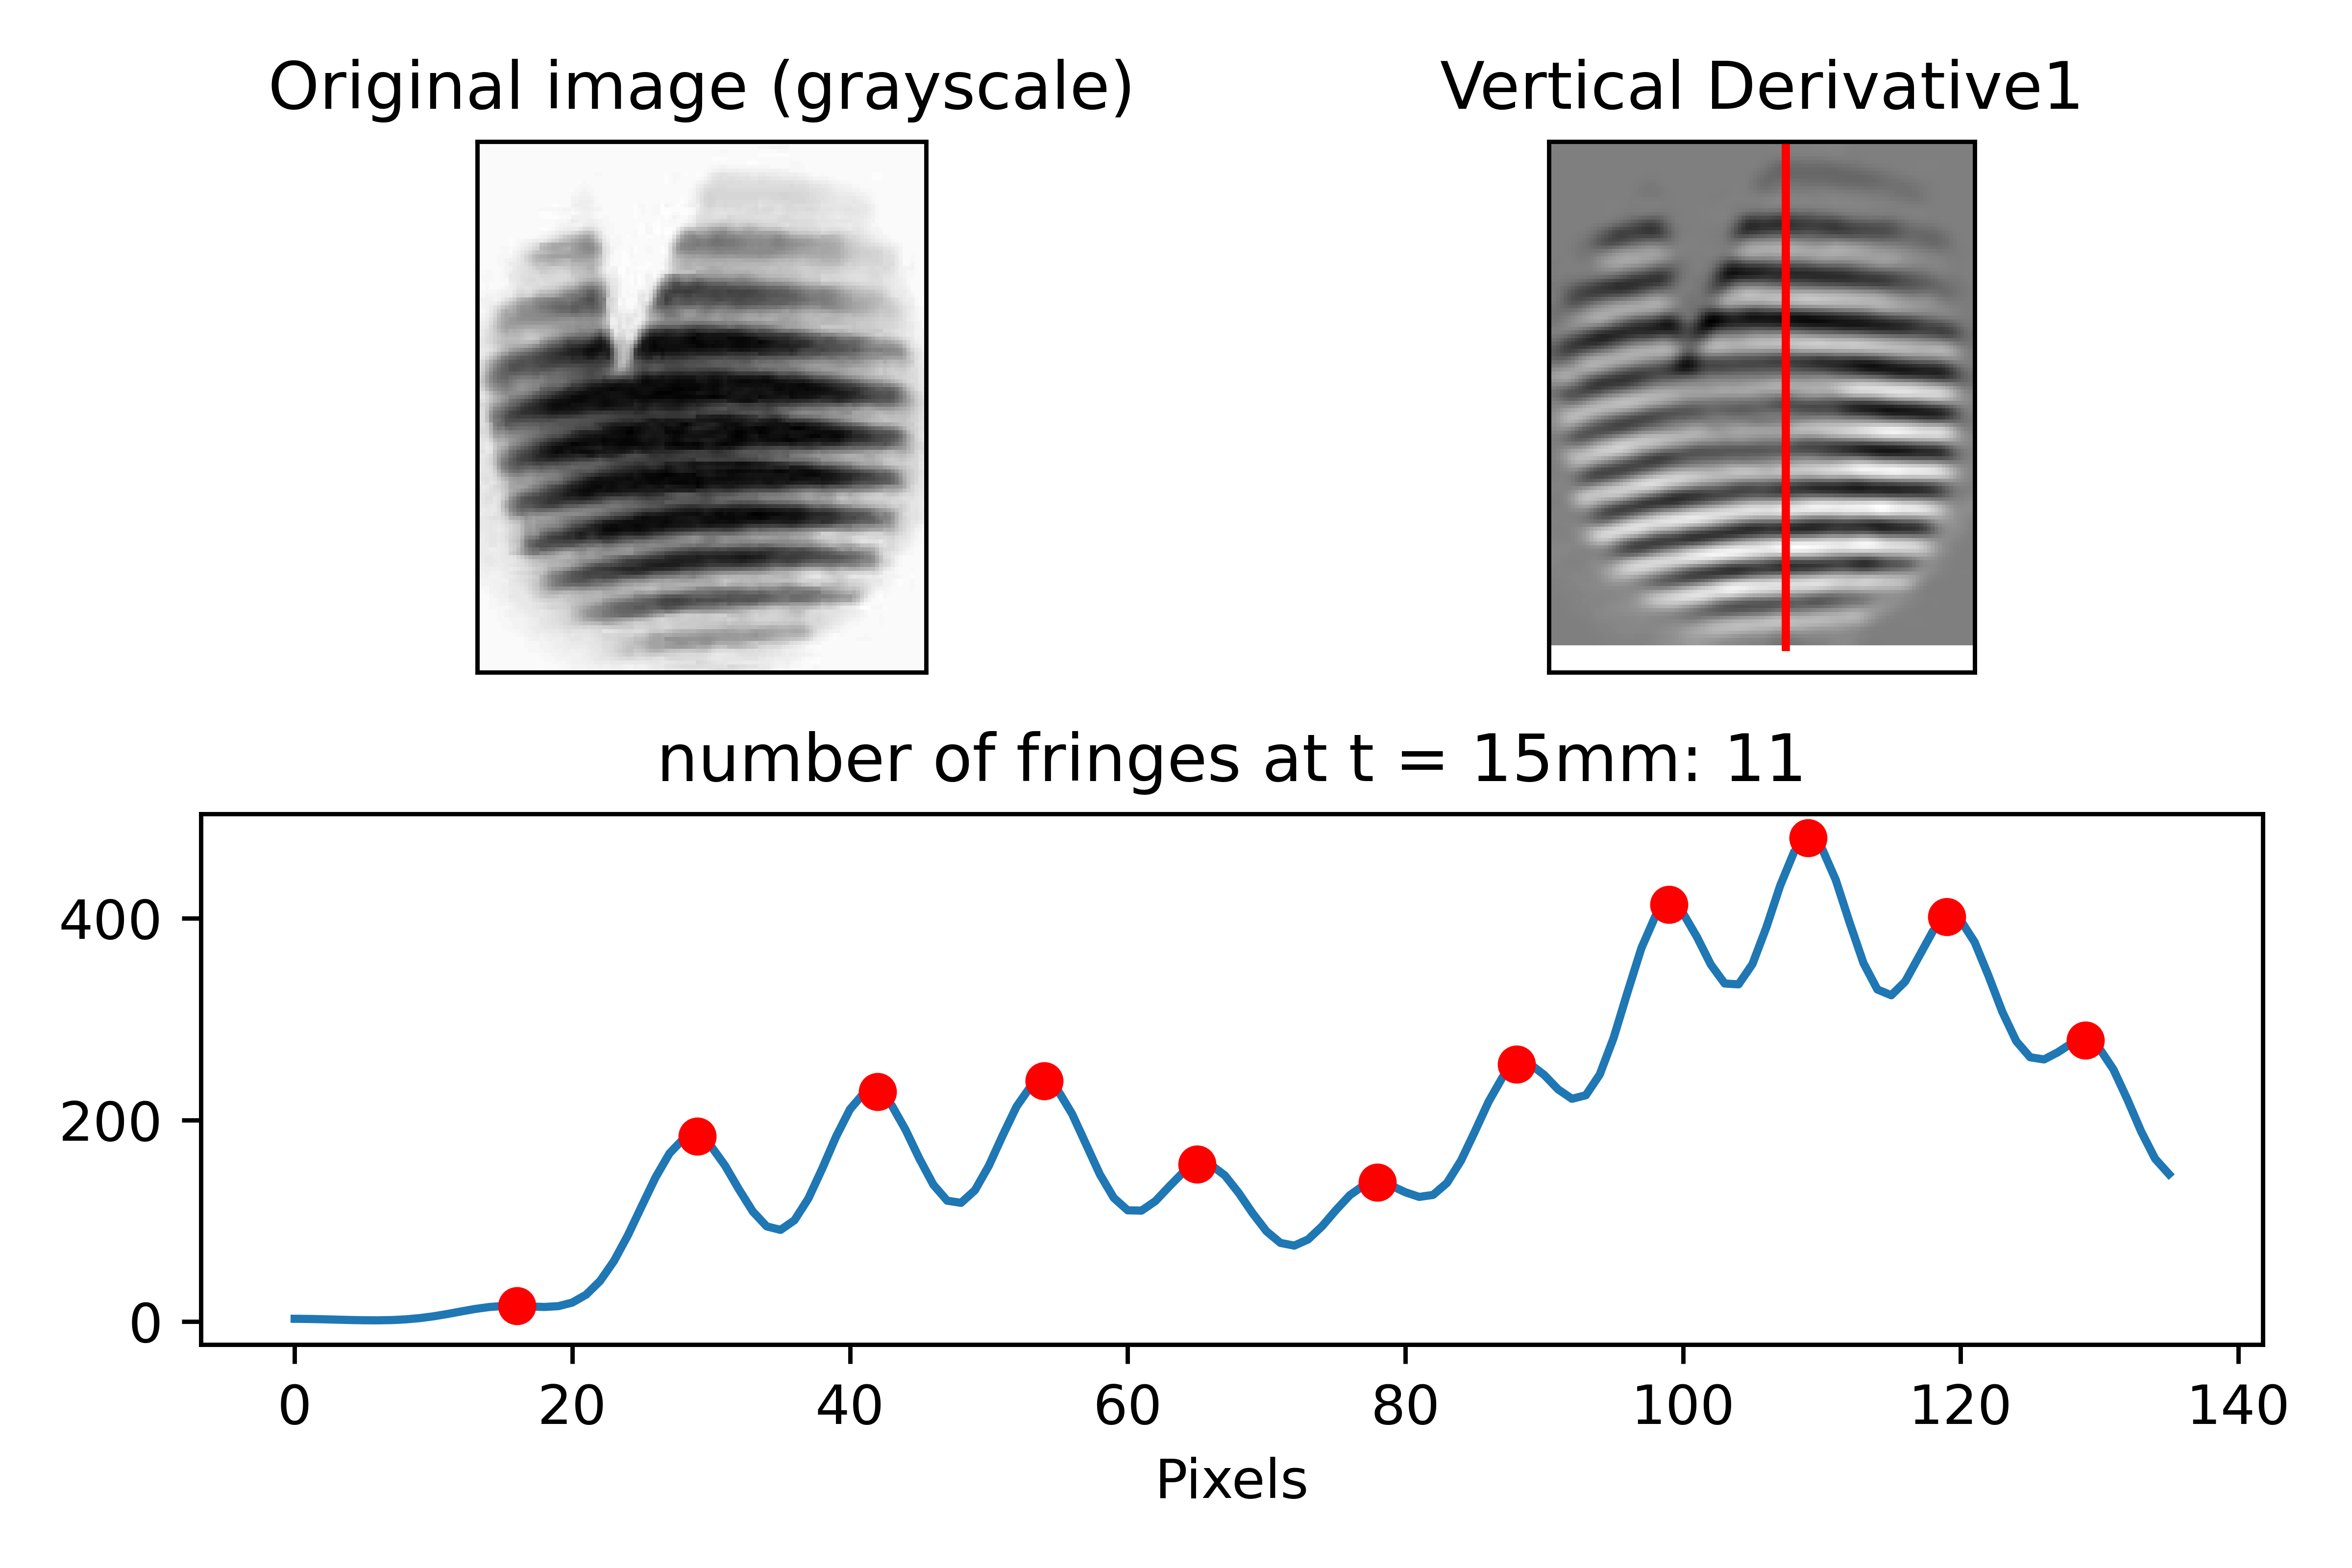 Original image (grayscale)
Vertical Derivative1
number of fringes at t = 15mm: 11
400
200
0
0 20 40 60 80 100 120 140
Pixels